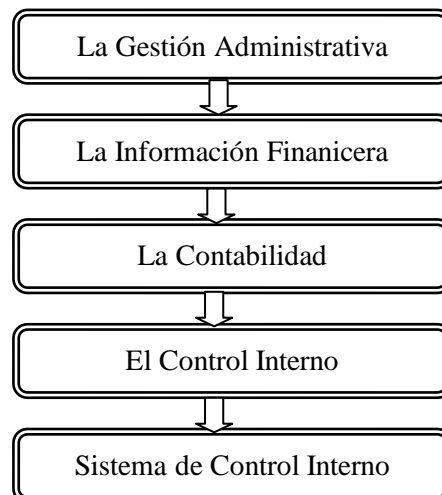 La Gestión Administrativa
La Información Finanicera
La Contabilidad
El Control Interno
Sistema de Control Interno